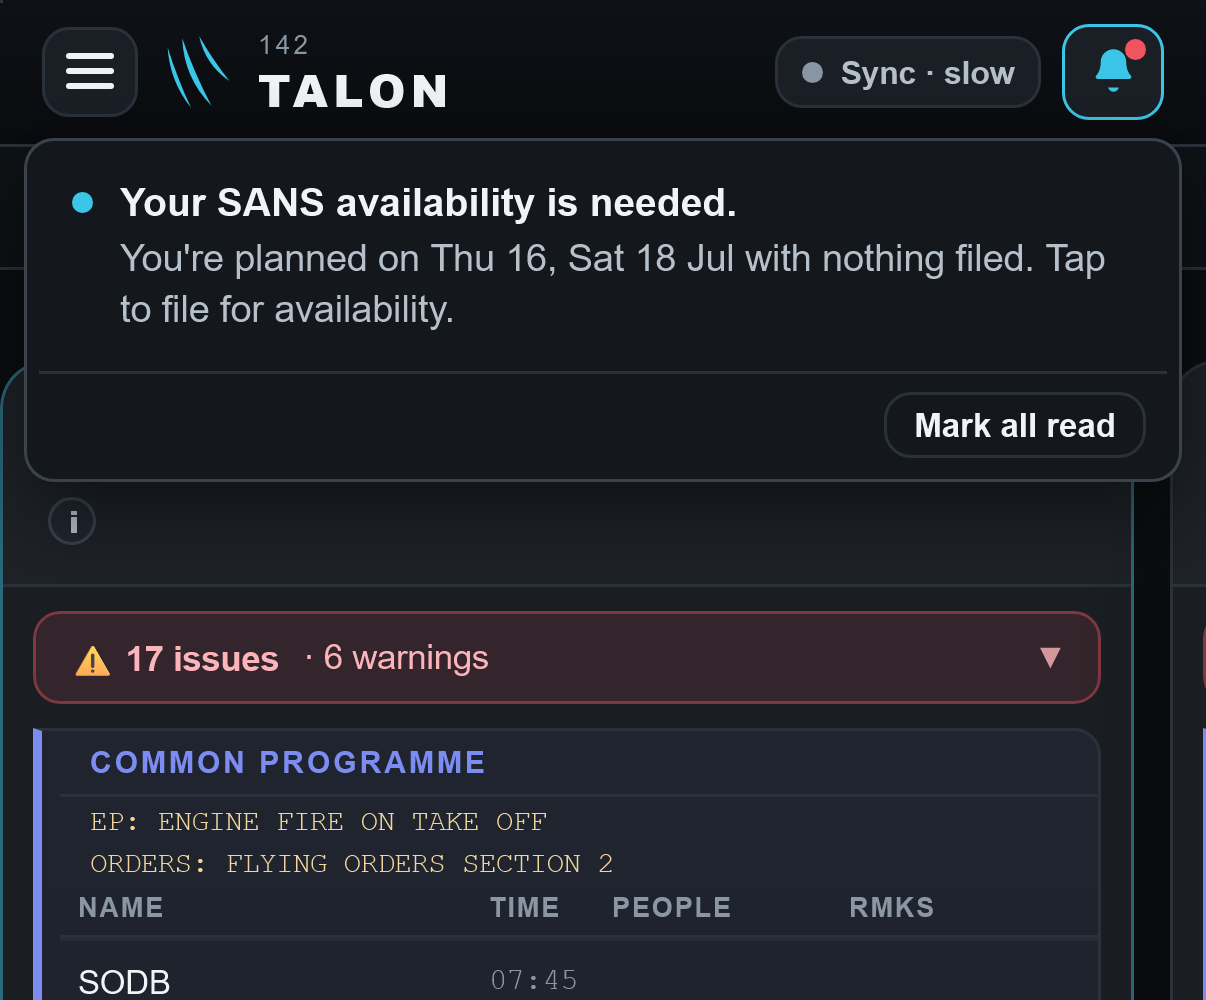 142
TALON
Sync · slow
Your SANS availability is needed.
You're planned on Thu 16, Sat 18 Jul with nothing filed. Tap
to file for availability.
Mark all read
i
17 issues · 6 warnings
COMMON PROGRAMME
EP: ENGINE FIRE ON TAKE OFF
ORDERS: FLYING ORDERS SECTION 2
NAME TIME PEOPLE RMKS
SODB 07:45